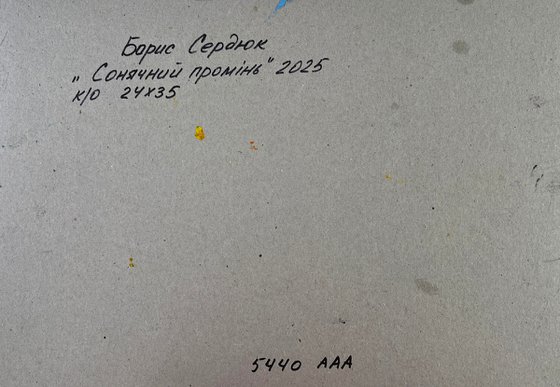 Борис Сердюк
„ Сонячний промінь " 2025
к/о 24х35
5440 ААА